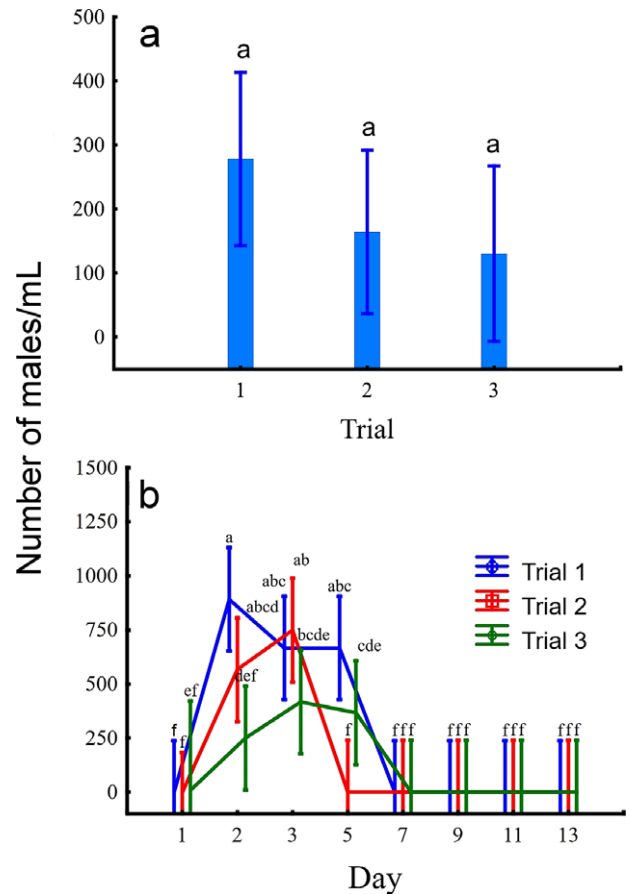 Number of males/mL
a
500
400
300
200
100
0
a
a
a
1
2
3
Trial
b
1500
1250
1000
750
500
250
0
a
ab
abc
abc
abcd
bcde
cde
def
ef
f
f
f
fff
fff
fff
fff
Trial 1
Trial 2
Trial 3
1
2
3
5
7
9
11
13
Day